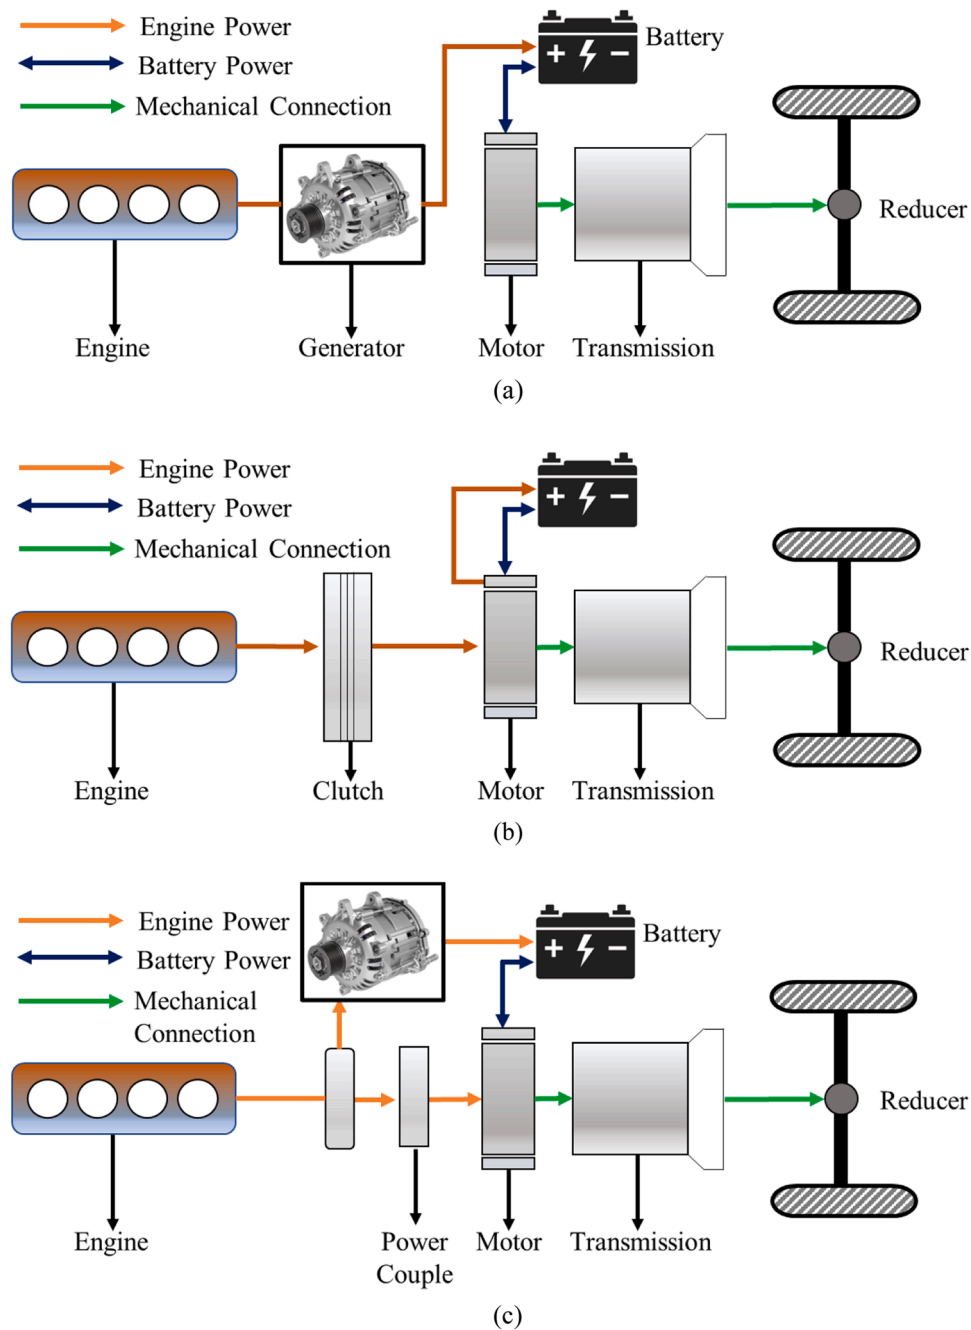 Engine Power
Battery Power
Mechanical Connection
Battery
+ −
Reducer
Engine
Generator
Motor
Transmission
(a)
Engine Power
Battery Power
Mechanical Connection
+ −
Reducer
Engine
Clutch
Motor
Transmission
(b)
Engine Power
Battery Power
Mechanical
Connection
Battery
+ −
Reducer
Engine
Power
Couple
Motor
Transmission
(c)